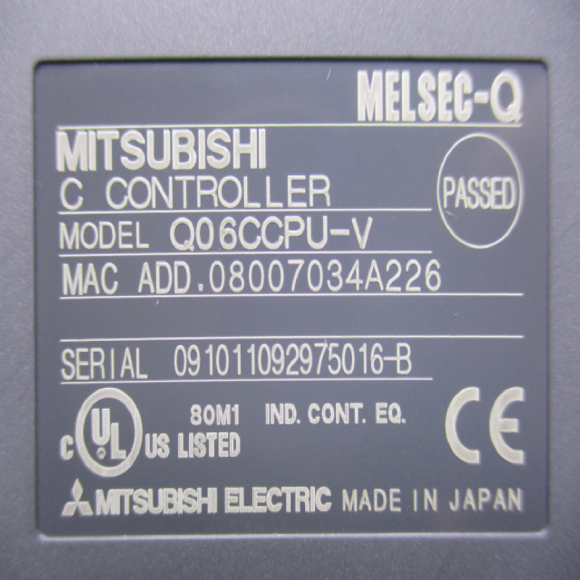 MELSEC-Q
MITSUBISHI
C CONTROLLER
PASSED
MODEL Q06CCPU-V
MAC ADD.08007034A226
SERIAL 091011092975016-B
C UL US LISTED
80M1 IND. CONT. EQ.
CE
MITSUBISHI ELECTRIC MADE IN JAPAN